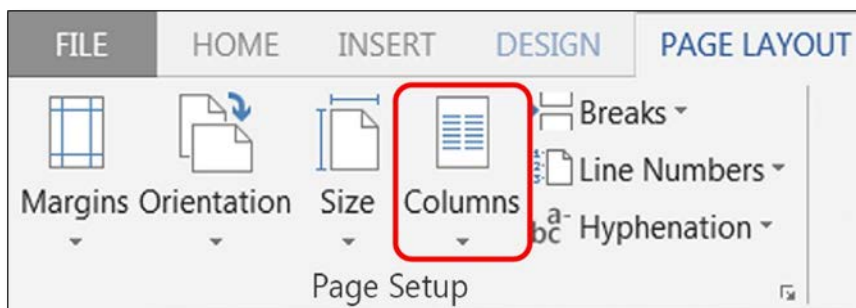 FILE HOME INSERT DESIGN PAGE LAYOUT
Breaks
Line Numbers
Margins Orientation Size Columns
Hyphenation
Page Setup